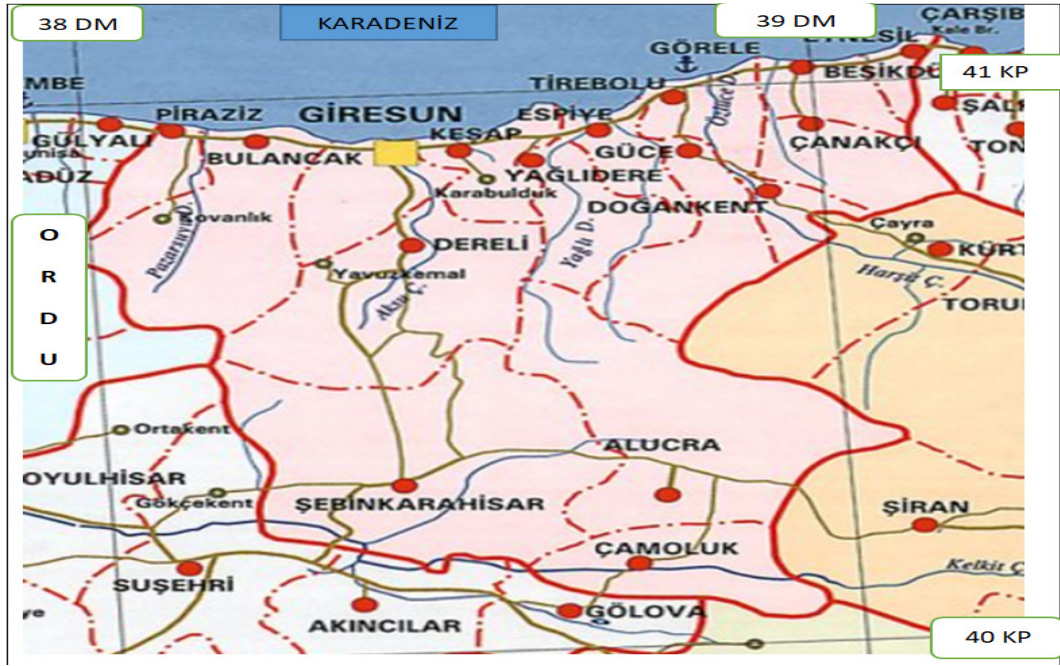 38 DM
KARADENİZ
39 DM
ÇARŞIB
Kale Br.
GÖRELE
BEŞİKDÜ
41 KP
TİREBOLU
MBE
PİRAZİZ
GİRESUN
ESPİYE
Özlüce D.
ŞALP
GÜLYALI
KEŞAP
GÜCE
ÇANAKÇI
TON
BULANCAK
YAĞLIDERE
Karabulduk
DOĞANKENT
Kovanlık
Pazarsuyu D.
Yağlı D.
Çayra
O
R
D
U
DERELİ
KÜRT
Yavuzkemal
Aksu Ç.
Harşit Ç.
TORUL
Ortakent
ALUCRA
OYULHİSAR
Gökçekent
ŞEBİNKARAHİSAR
ŞİRAN
ÇAMOLUK
Kelkit Ç.
SUŞEHRİ
AKINCILAR
GÖLOVA
40 KP